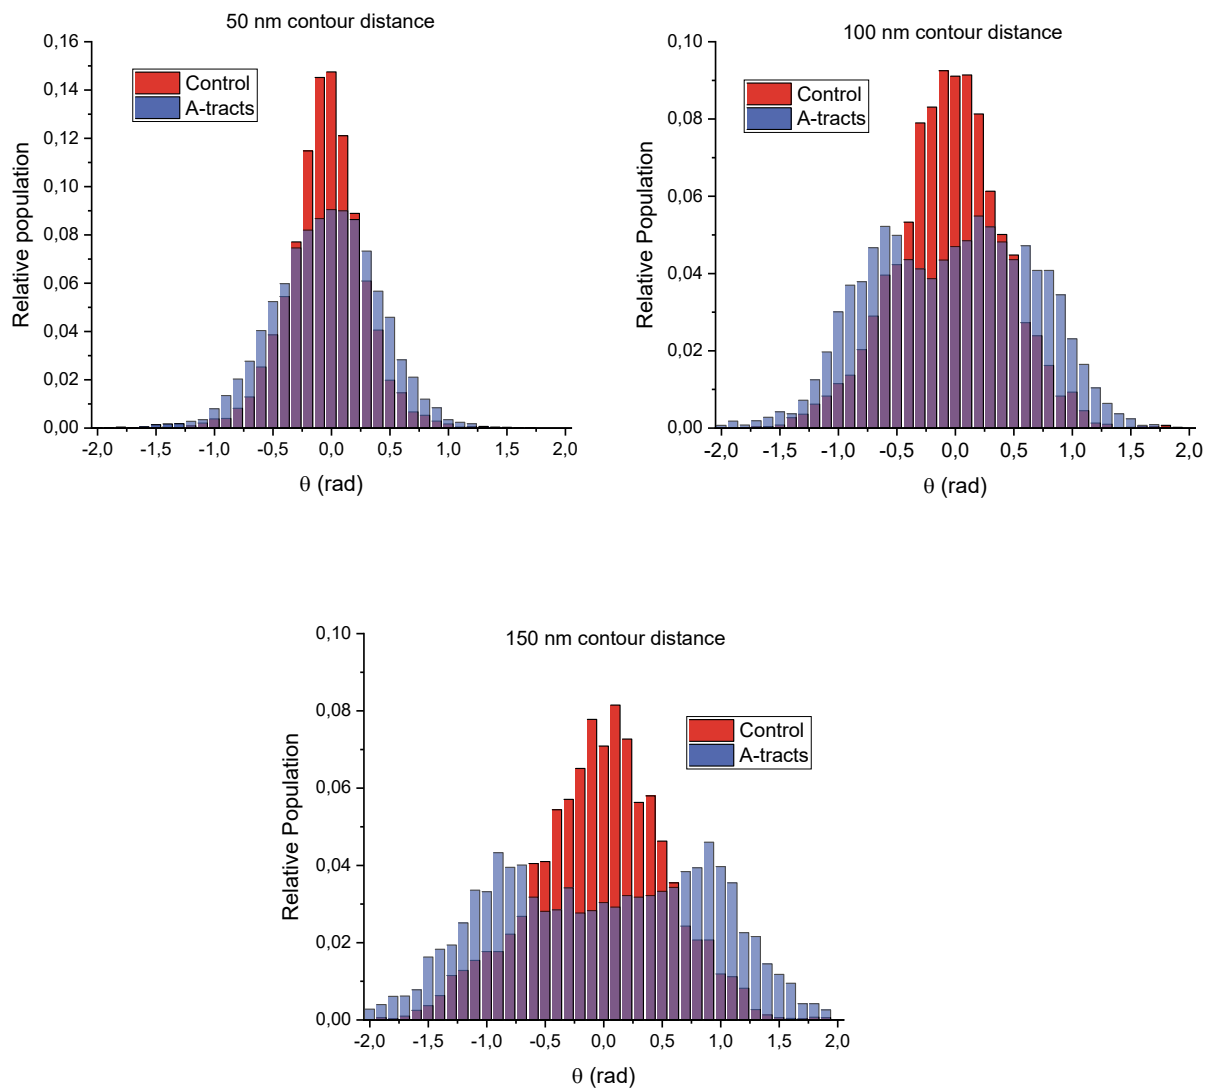 50 nm contour distance
Control
A-tracts
Relative population
0,16
0,14
0,12
0,10
0,08
0,06
0,04
0,02
0,00
-2,0 -1,5 -1,0 -0,5 0,0 0,5 1,0 1,5 2,0
θ (rad)
100 nm contour distance
Control
A-tracts
Relative Population
0,10
0,08
0,06
0,04
0,02
0,00
-2,0 -1,5 -1,0 -0,5 0,0 0,5 1,0 1,5 2,0
θ (rad)
150 nm contour distance
Control
A-tracts
Relative Population
0,10
0,08
0,06
0,04
0,02
0,00
-2,0 -1,5 -1,0 -0,5 0,0 0,5 1,0 1,5 2,0
θ (rad)